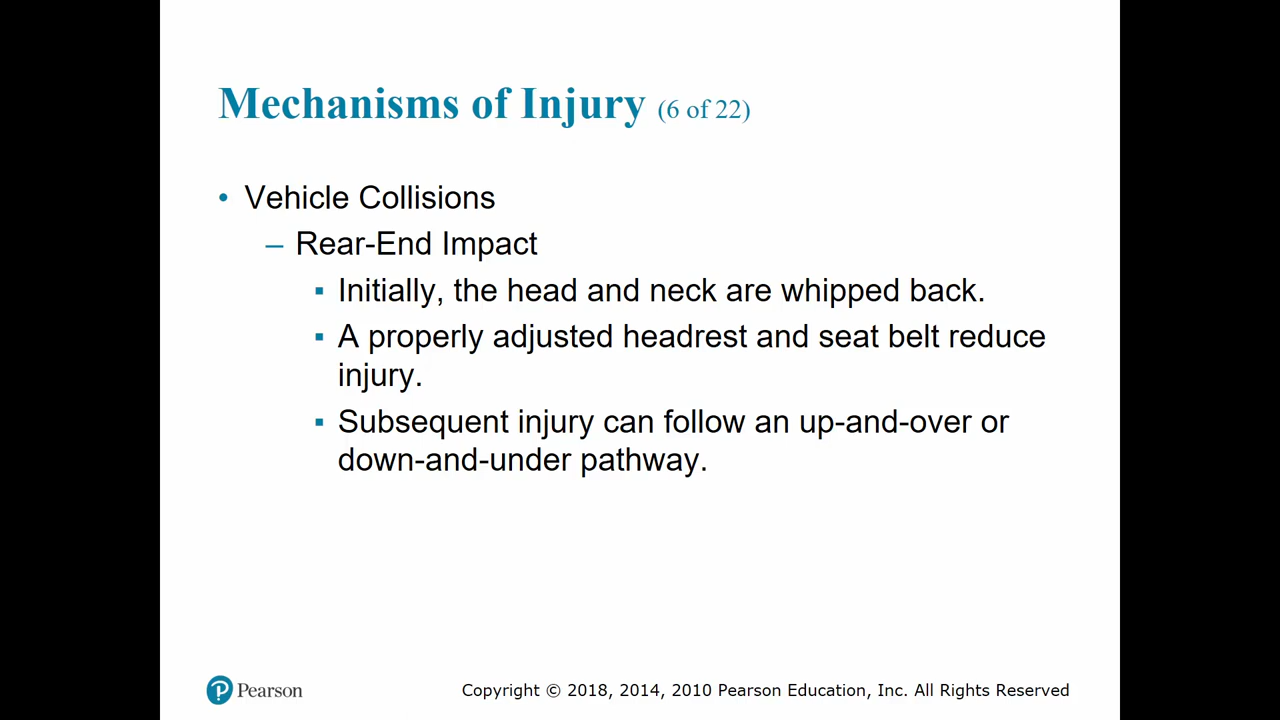 Mechanisms of Injury (6 of 22)
• Vehicle Collisions
– Rear-End Impact
▪ Initially, the head and neck are whipped back.
▪ A properly adjusted headrest and seat belt reduce
injury.
▪ Subsequent injury can follow an up-and-over or
down-and-under pathway.
Pearson
Copyright © 2018, 2014, 2010 Pearson Education, Inc. All Rights Reserved